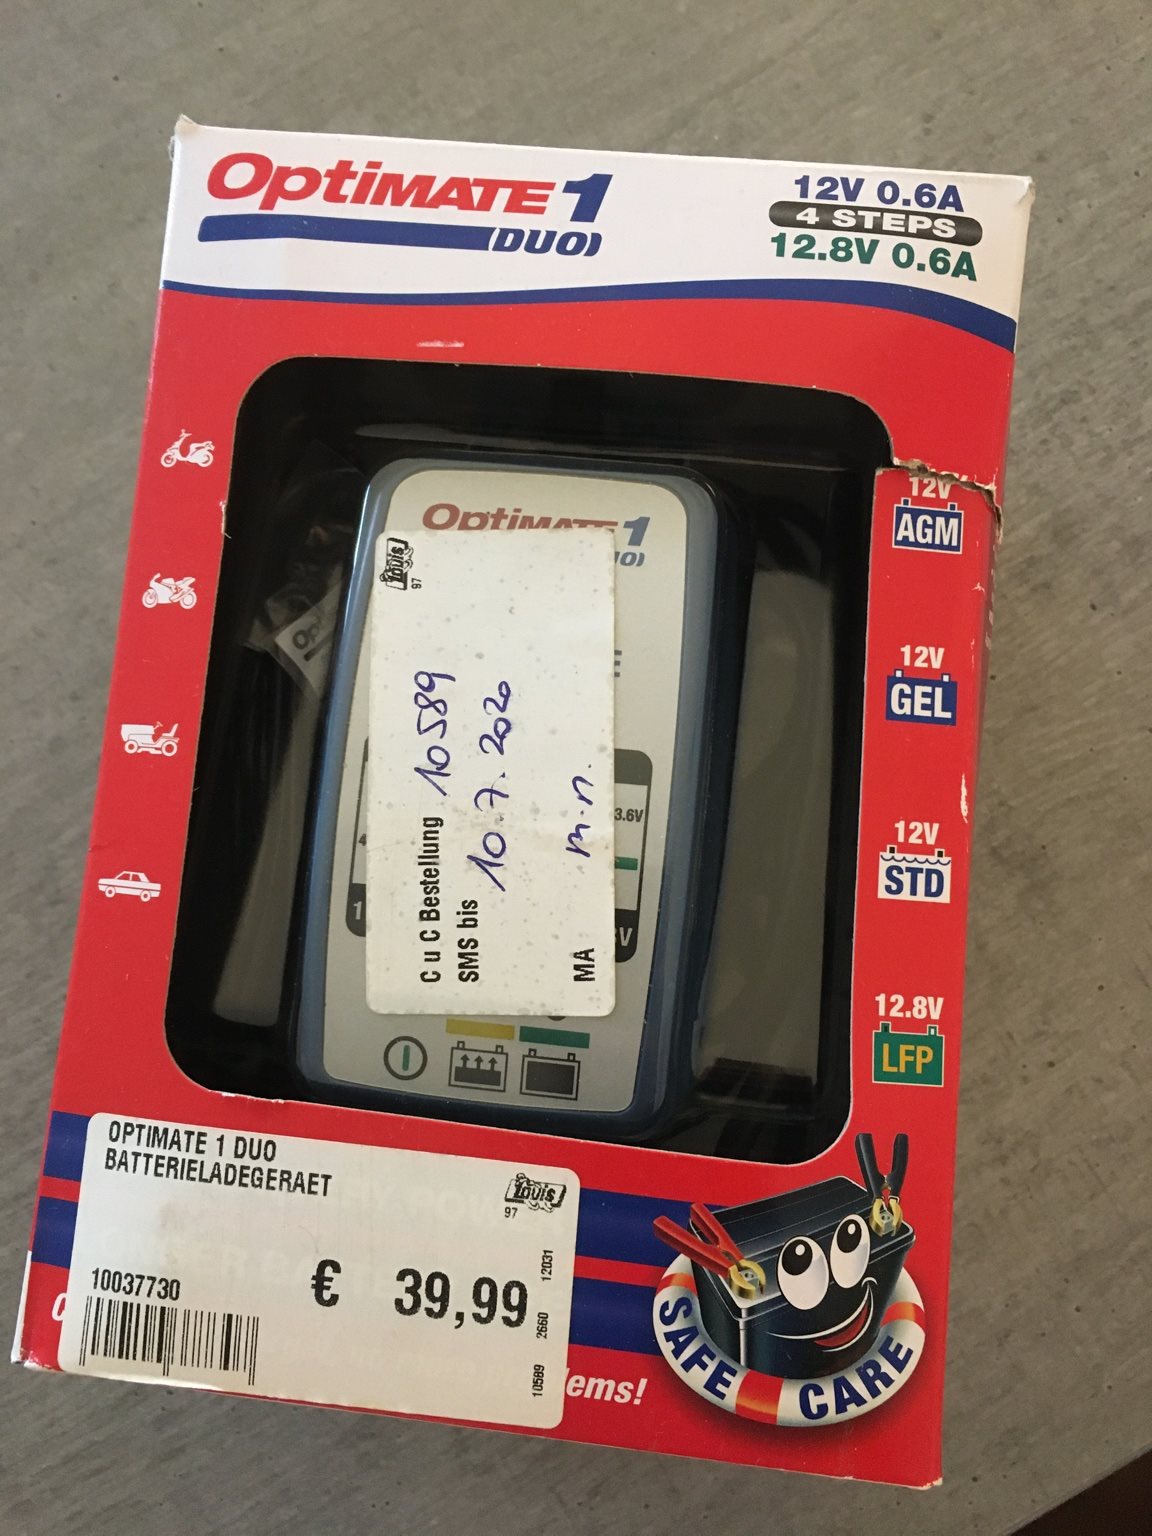 OptiMATE 1
DUO
12V 0.6A
4 STEPS
12.8V 0.6A
12V
AGM
12V
GEL
12V
STD
12.8V
LFP
OptiMATE 1
Louis
97
C u C Bestellung 10589
SMS bis 10.7.2020
MA m.n.
3.6V
OPTIMATE 1 DUO
BATTERIELADEGERAET
Louis
97
10037730
€ 39,99
10589 2660 12031
lems!
SAFE CARE